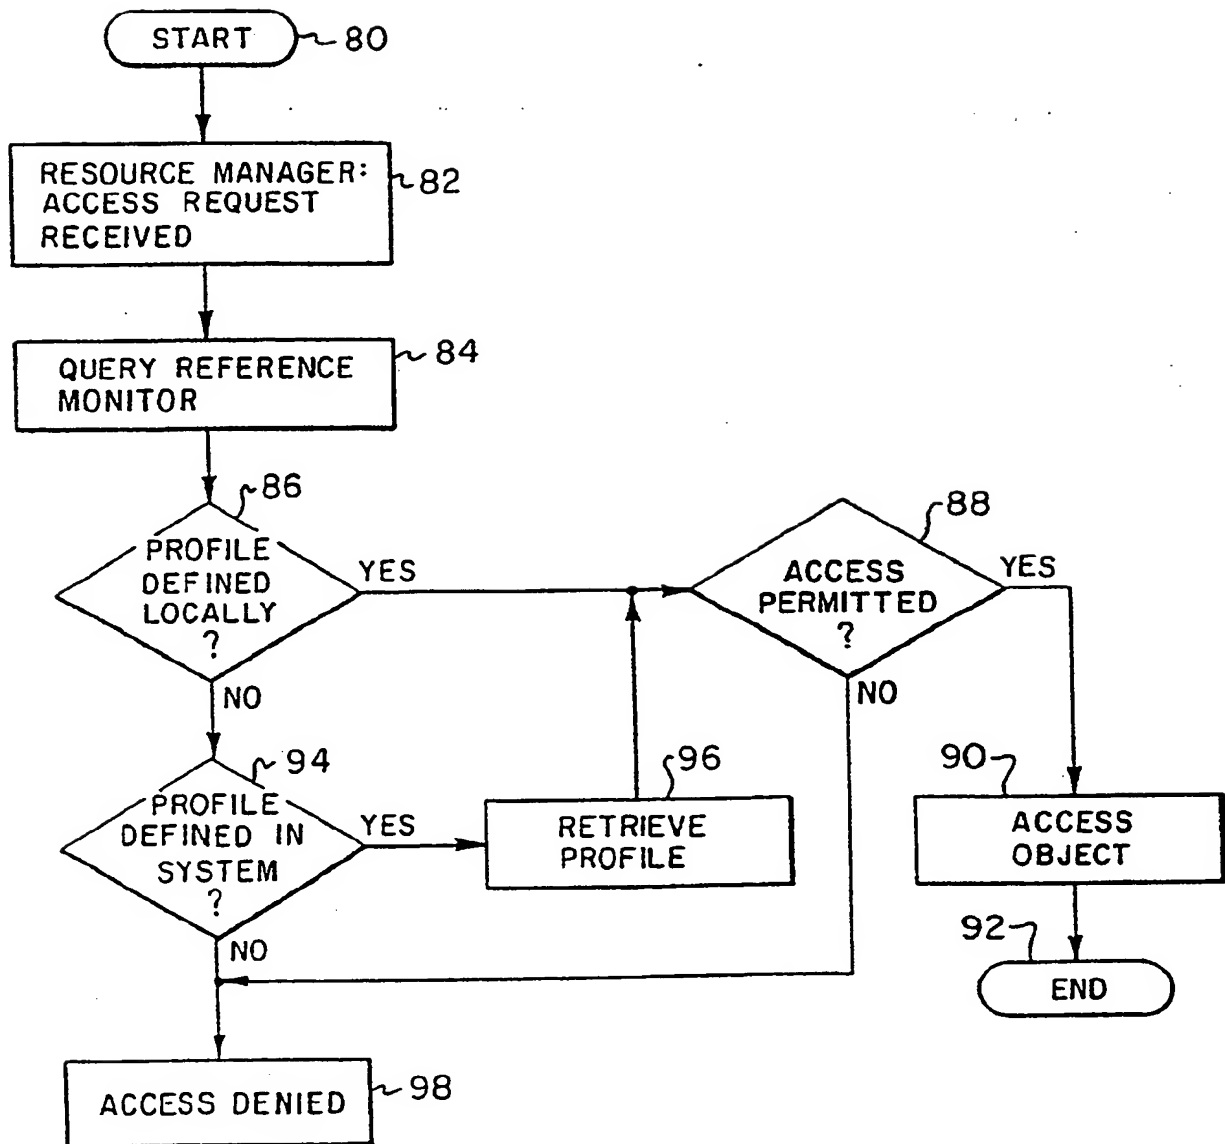 START
80
RESOURCE MANAGER:
ACCESS REQUEST
RECEIVED
82
QUERY REFERENCE
MONITOR
84
86
PROFILE
DEFINED
LOCALLY
?
YES
NO
88
ACCESS
PERMITTED
?
YES
NO
94
PROFILE
DEFINED IN
SYSTEM
?
YES
NO
96
RETRIEVE
PROFILE
90
ACCESS
OBJECT
92
END
ACCESS DENIED
98